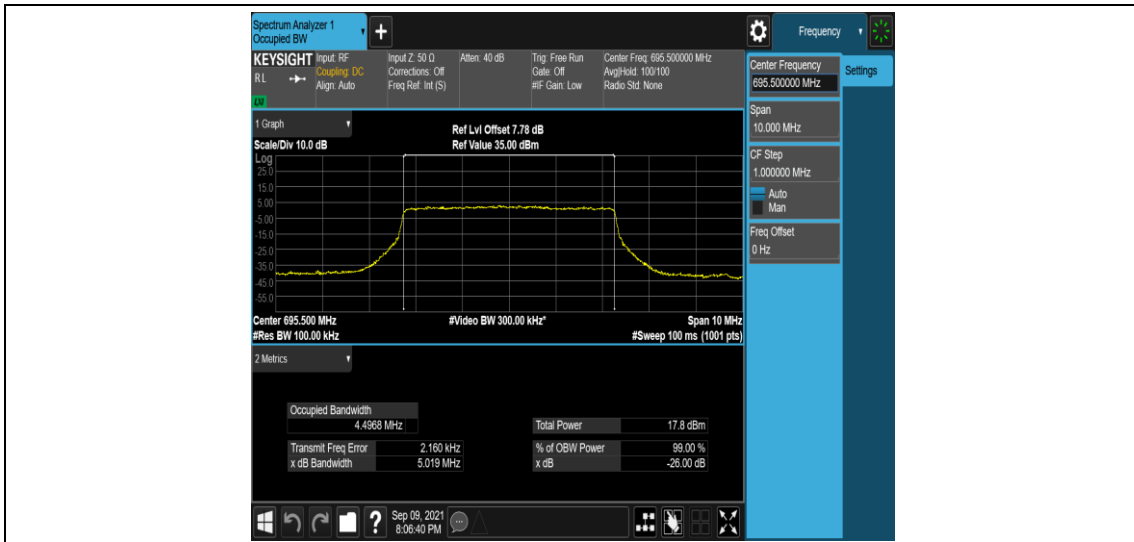 Spectrum Analyzer 1
Occupied BW
+
Frequency
KEYSIGHT
RL
LXI
Input: RF
Coupling: DC
Align: Auto
Input Z: 50 Ω
Corrections: Off
Freq Ref: Int (S)
Atten: 40 dB
Trig: Free Run
Gate: Off
#IF Gain: Low
Center Freq: 695.500000 MHz
Avg|Hold: 100/100
Radio Std: None
Center Frequency
695.500000 MHz
Settings
Span
10.000 MHz
CF Step
1.000000 MHz
Auto
Man
Freq Offset
0 Hz
1 Graph
Scale/Div 10.0 dB
Ref Lvl Offset 7.78 dB
Ref Value 35.00 dBm
Log
25.0
15.0
5.00
-5.00
-15.0
-25.0
-35.0
-45.0
-55.0
Center 695.500 MHz
#Res BW 100.00 kHz
#Video BW 300.00 kHz*
Span 10 MHz
#Sweep 100 ms (1001 pts)
2 Metrics
Occupied Bandwidth
4.4968 MHz
Total Power 17.8 dBm
Transmit Freq Error 2.160 kHz
% of OBW Power 99.00 %
x dB Bandwidth 5.019 MHz
x dB -26.00 dB
?
Sep 09, 2021
8:06:40 PM